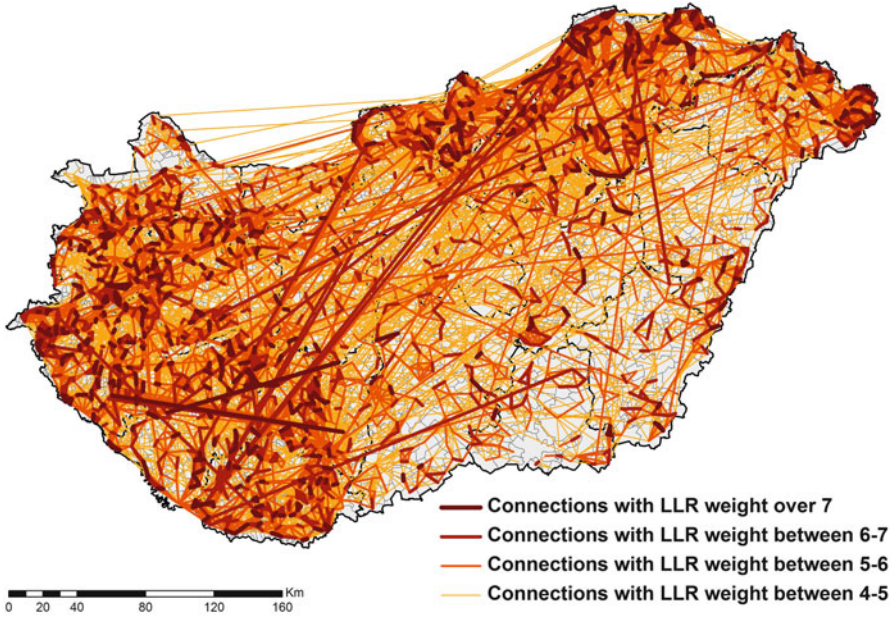 Connections with LLR weight over 7
Connections with LLR weight between 6-7
Connections with LLR weight between 5-6
Connections with LLR weight between 4-5
Km
0 20 40 80 120 160